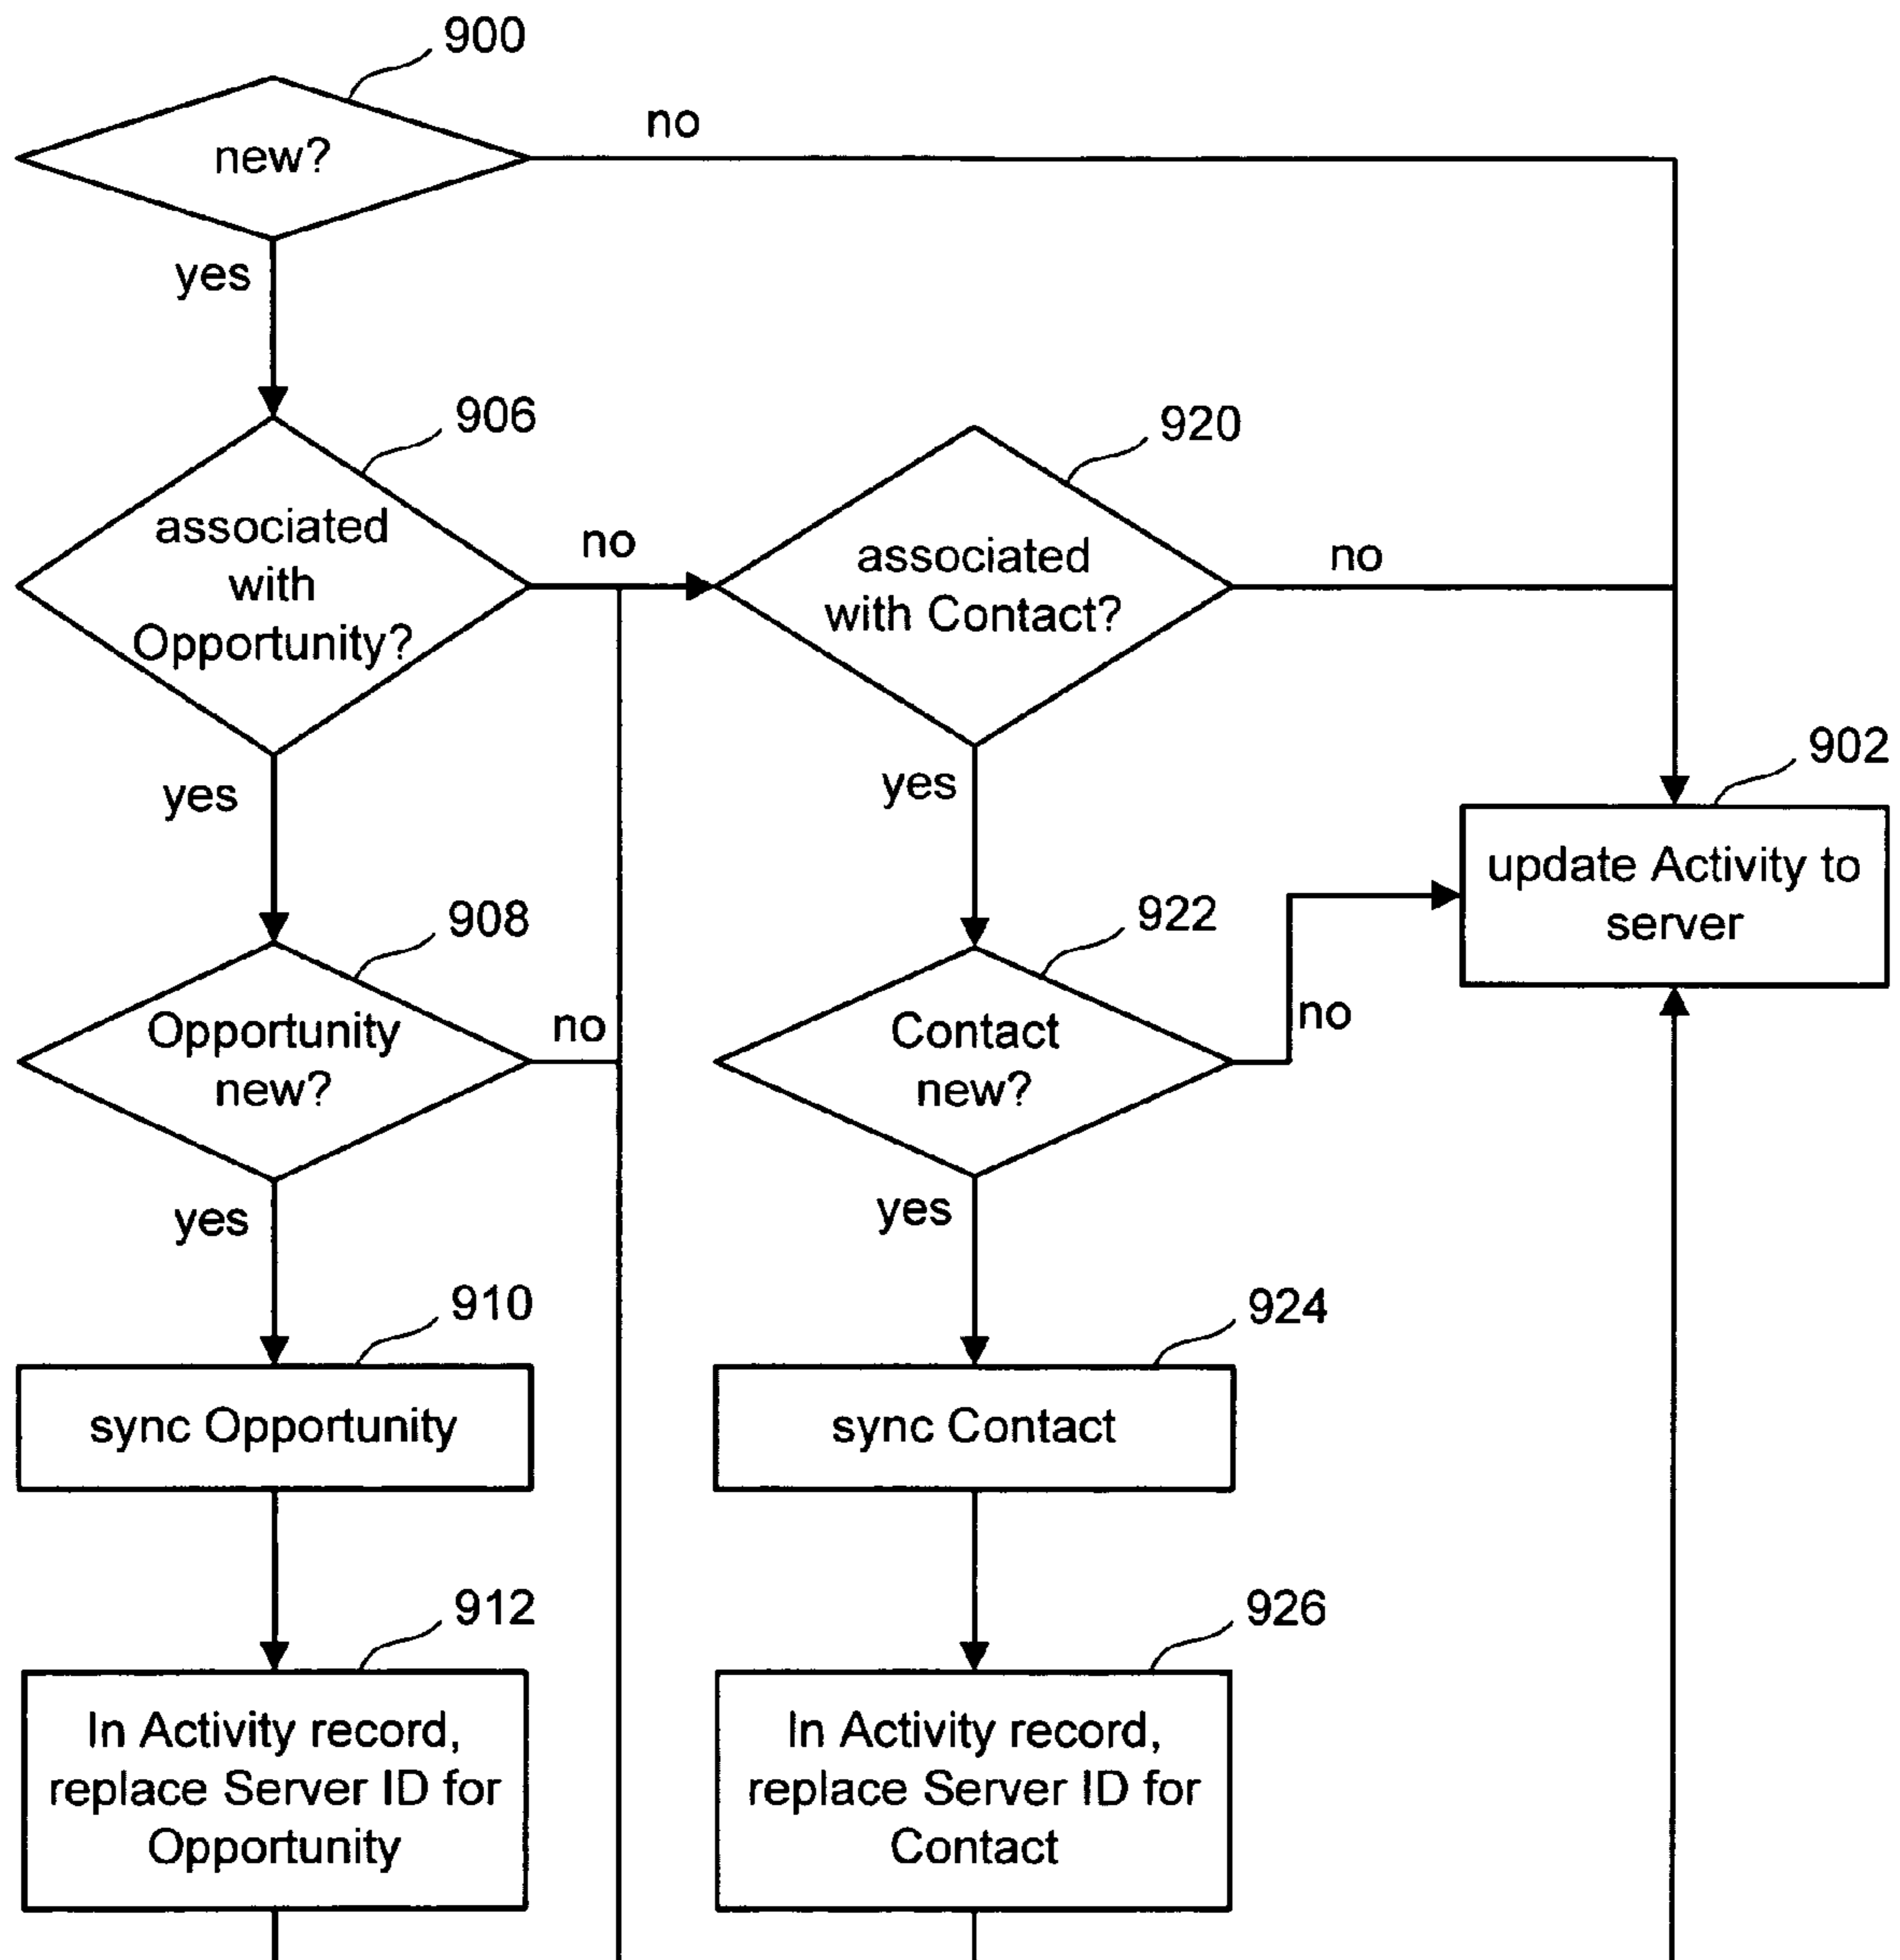 900
new?
no
yes
906
associated
with
Opportunity?
no
920
associated
with Contact?
no
yes
yes
902
update Activity to
server
908
Opportunity
new?
no
922
Contact
new?
no
yes
yes
910
sync Opportunity
924
sync Contact
912
In Activity record,
replace Server ID for
Opportunity
926
In Activity record,
replace Server ID for
Contact